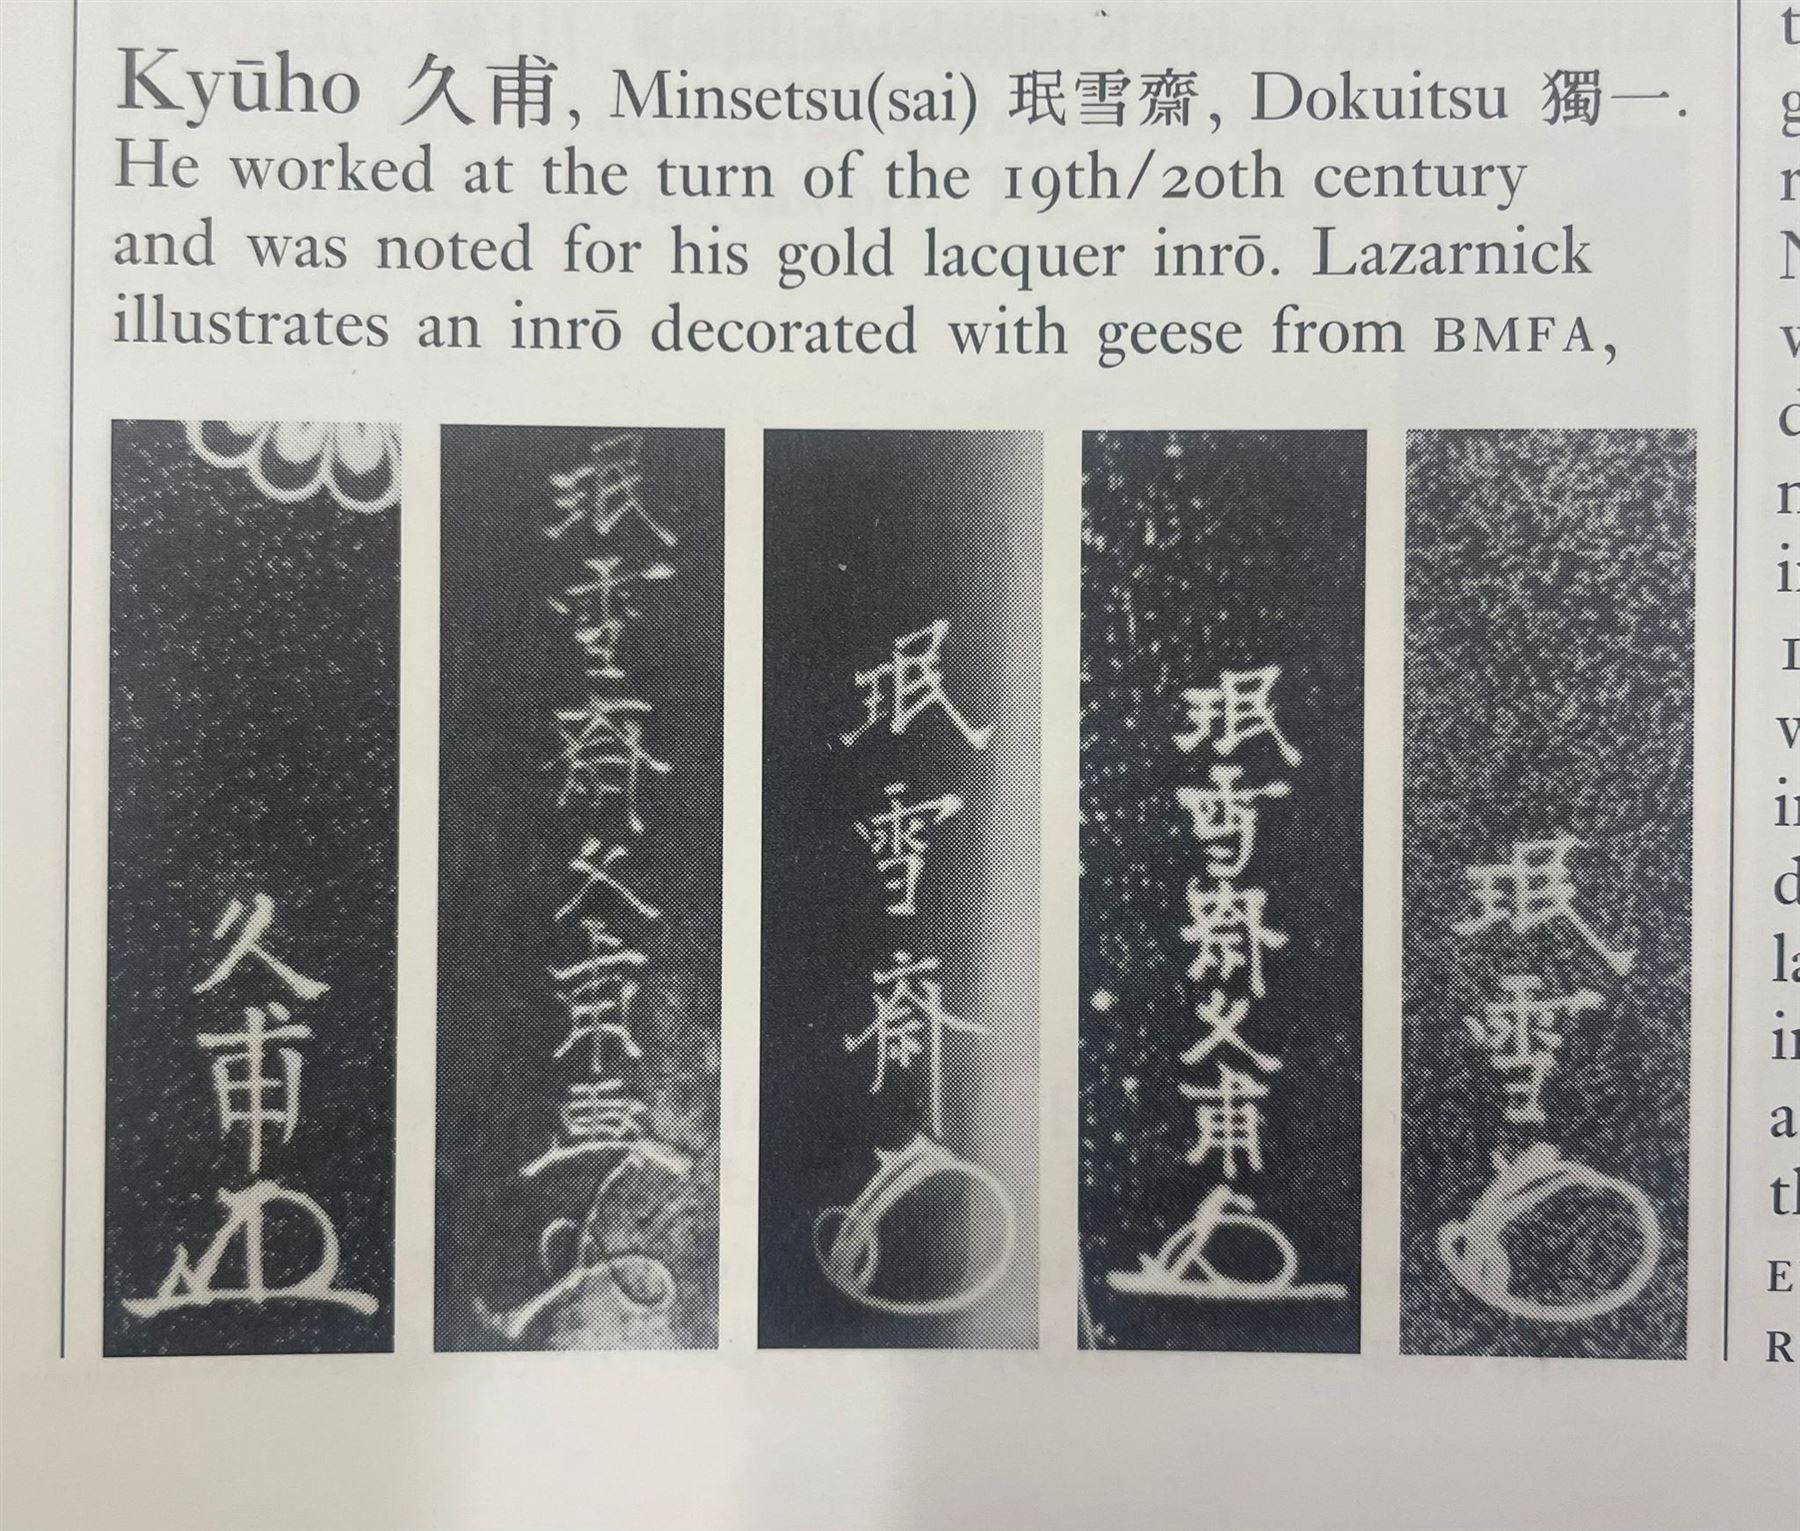 Kyūho 久甫, Minsetsu(sai) 珉雪齋, Dokuitsu 獨一.
He worked at the turn of the 19th/20th century
and was noted for his gold lacquer inrō. Lazarnick
illustrates an inrō decorated with geese from BMFA,
久甫
珉雪齋久
珉雪齋
珉雪齋久甫
珉雪